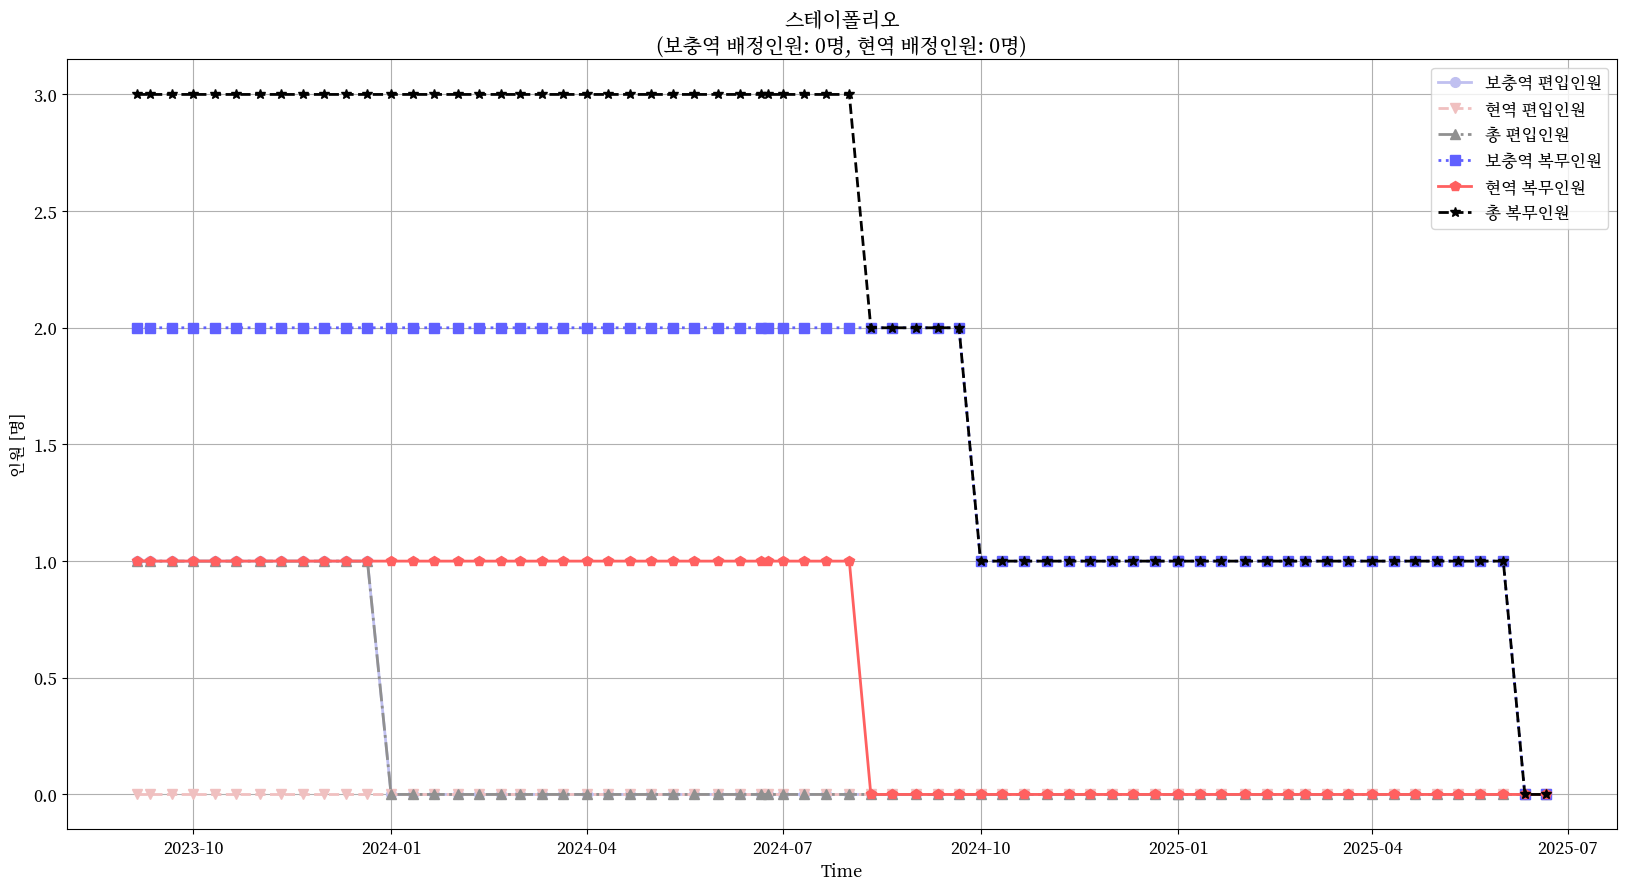 스테이폴리오
(보충역 배정인원: 0명, 현역 배정인원: 0명)
보충역 편입인원
현역 편입인원
총 편입인원
보충역 복무인원
현역 복무인원
총 복무인원
인원 [명]
3.0
2.5
2.0
1.5
1.0
0.5
0.0
2023-10
2024-01
2024-04
2024-07
2024-10
2025-01
2025-04
2025-07
Time